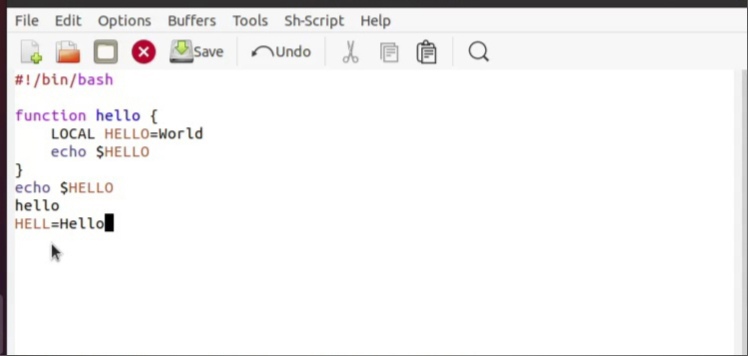 File Edit Options Buffers Tools Sh-Script Help
Save Undo
#!/bin/bash
function hello {
LOCAL HELLO=World
echo $HELLO
}
echo $HELLO
hello
HELL=Hello